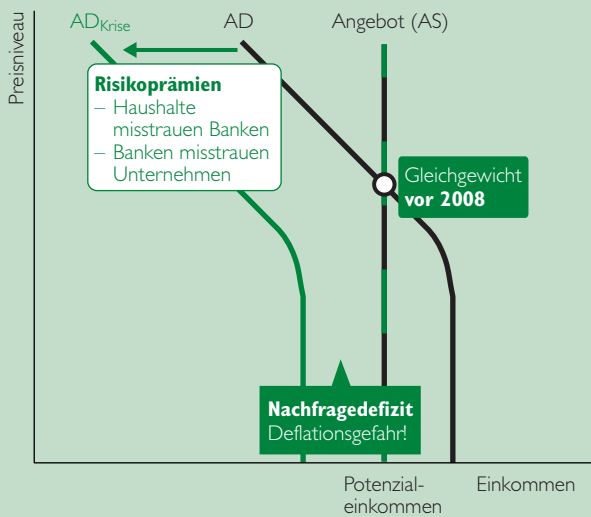 Preisniveau
AD_Krise
AD
Angebot (AS)
Risikoprämien
– Haushalte
misstrauen Banken
– Banken misstrauen
Unternehmen
Gleichgewicht
vor 2008
Nachfragedefizit
Deflationsgefahr!
Potenzial-
einkommen
Einkommen